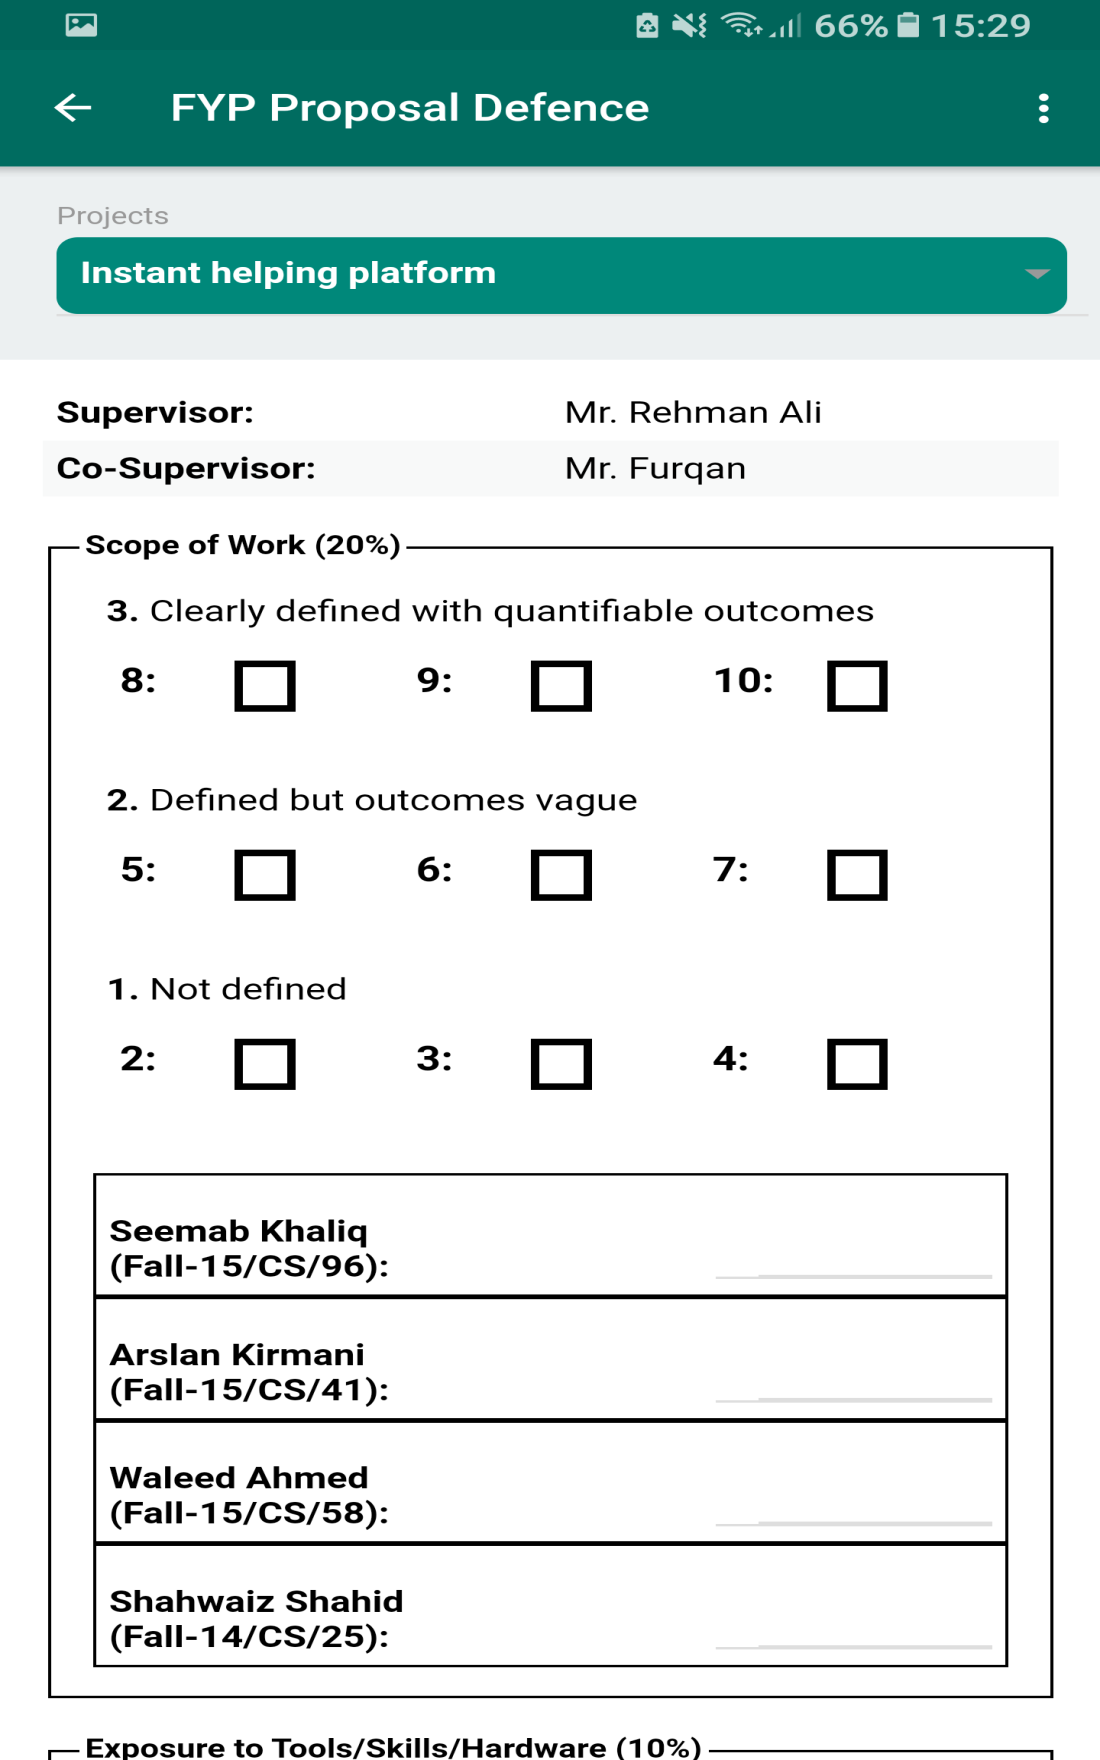 66% 15:29
FYP Proposal Defence
Projects
Instant helping platform
Supervisor: Mr. Rehman Ali
Co-Supervisor: Mr. Furqan
Scope of Work (20%)
3. Clearly defined with quantifiable outcomes
8: 9: 10:
2. Defined but outcomes vague
5: 6: 7:
1. Not defined
2: 3: 4:
Seemab Khaliq
(Fall-15/CS/96):
Arslan Kirmani
(Fall-15/CS/41):
Waleed Ahmed
(Fall-15/CS/58):
Shahwaiz Shahid
(Fall-14/CS/25):
Exposure to Tools/Skills/Hardware (10%)